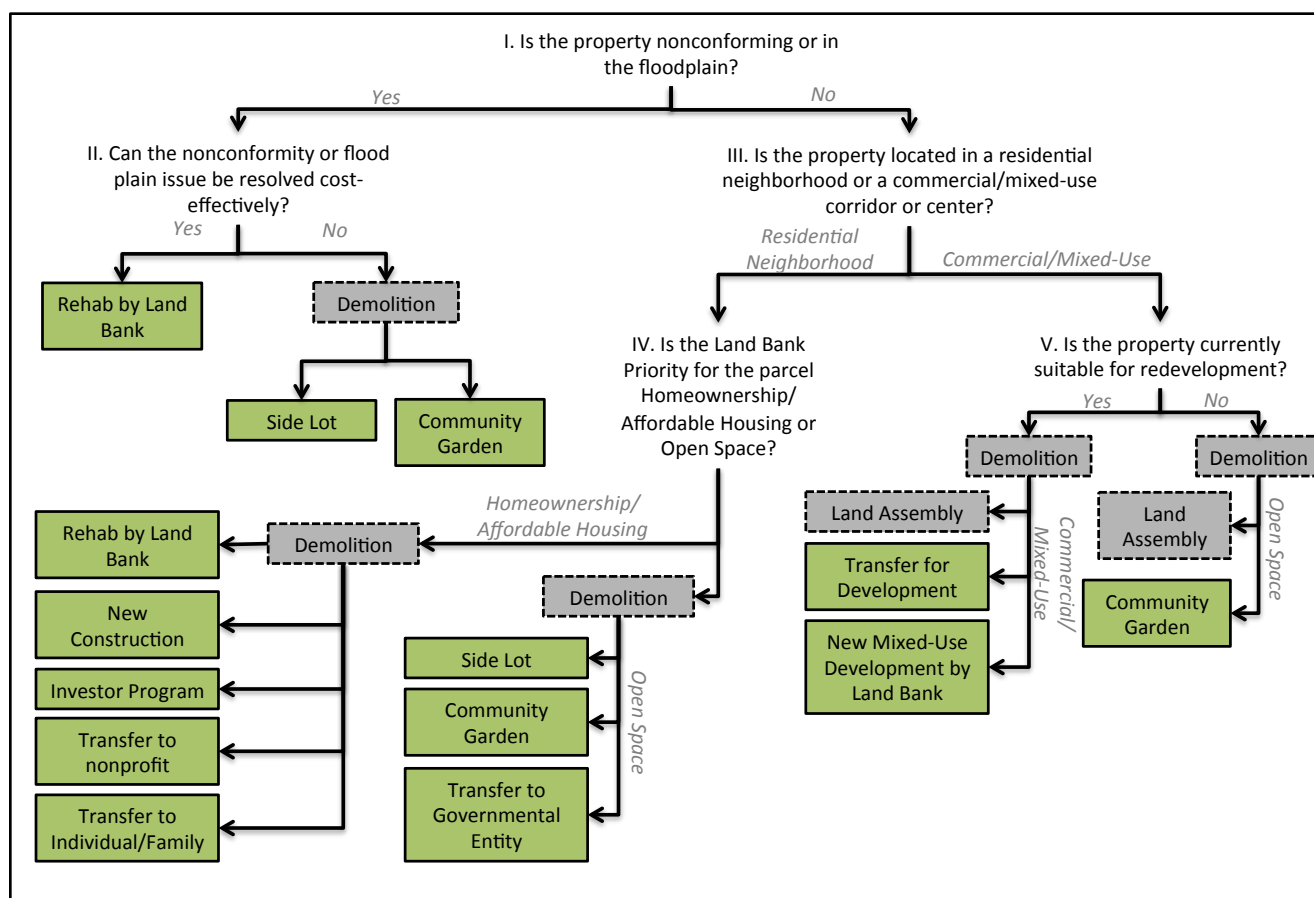 I. Is the property nonconforming or in
the floodplain?
Yes
No
II. Can the nonconformity or flood
plain issue be resolved cost-
effectively?
III. Is the property located in a residential
neighborhood or a commercial/mixed-use
corridor or center?
Yes
No
Residential
Neighborhood
Commercial/Mixed-Use
Rehab by Land
Bank
Demolition
Side Lot
Community
Garden
IV. Is the Land Bank
Priority for the parcel
Homeownership/
Affordable Housing or
Open Space?
V. Is the property currently
suitable for redevelopment?
Yes
No
Demolition
Demolition
Homeownership/
Affordable Housing
Rehab by Land
Bank
Demolition
New
Construction
Investor Program
Transfer to
nonprofit
Transfer to
Individual/Family
Demolition
Side Lot
Community
Garden
Transfer to
Governmental
Entity
Open Space
Land Assembly
Transfer for
Development
New Mixed-Use
Development by
Land Bank
Commercial/
Mixed-Use
Land
Assembly
Community
Garden
Open Space